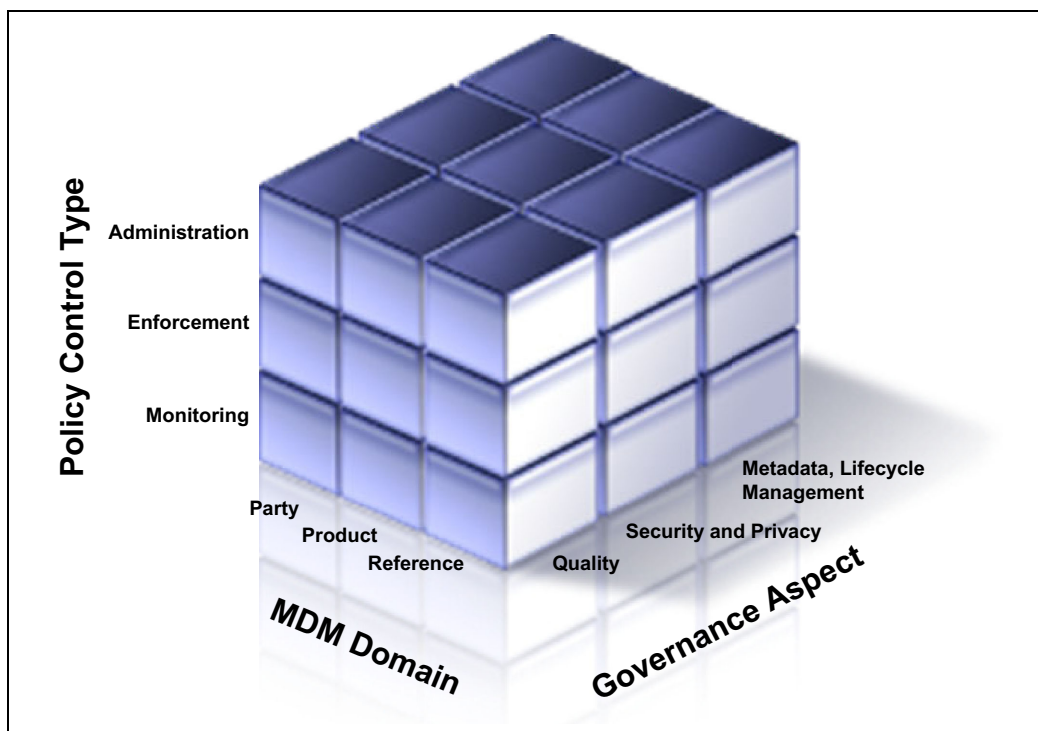 Policy Control Type
Administration
Enforcement
Monitoring
Party
Product
Reference
MDM Domain
Quality
Security and Privacy
Metadata, Lifecycle
Management
Governance Aspect